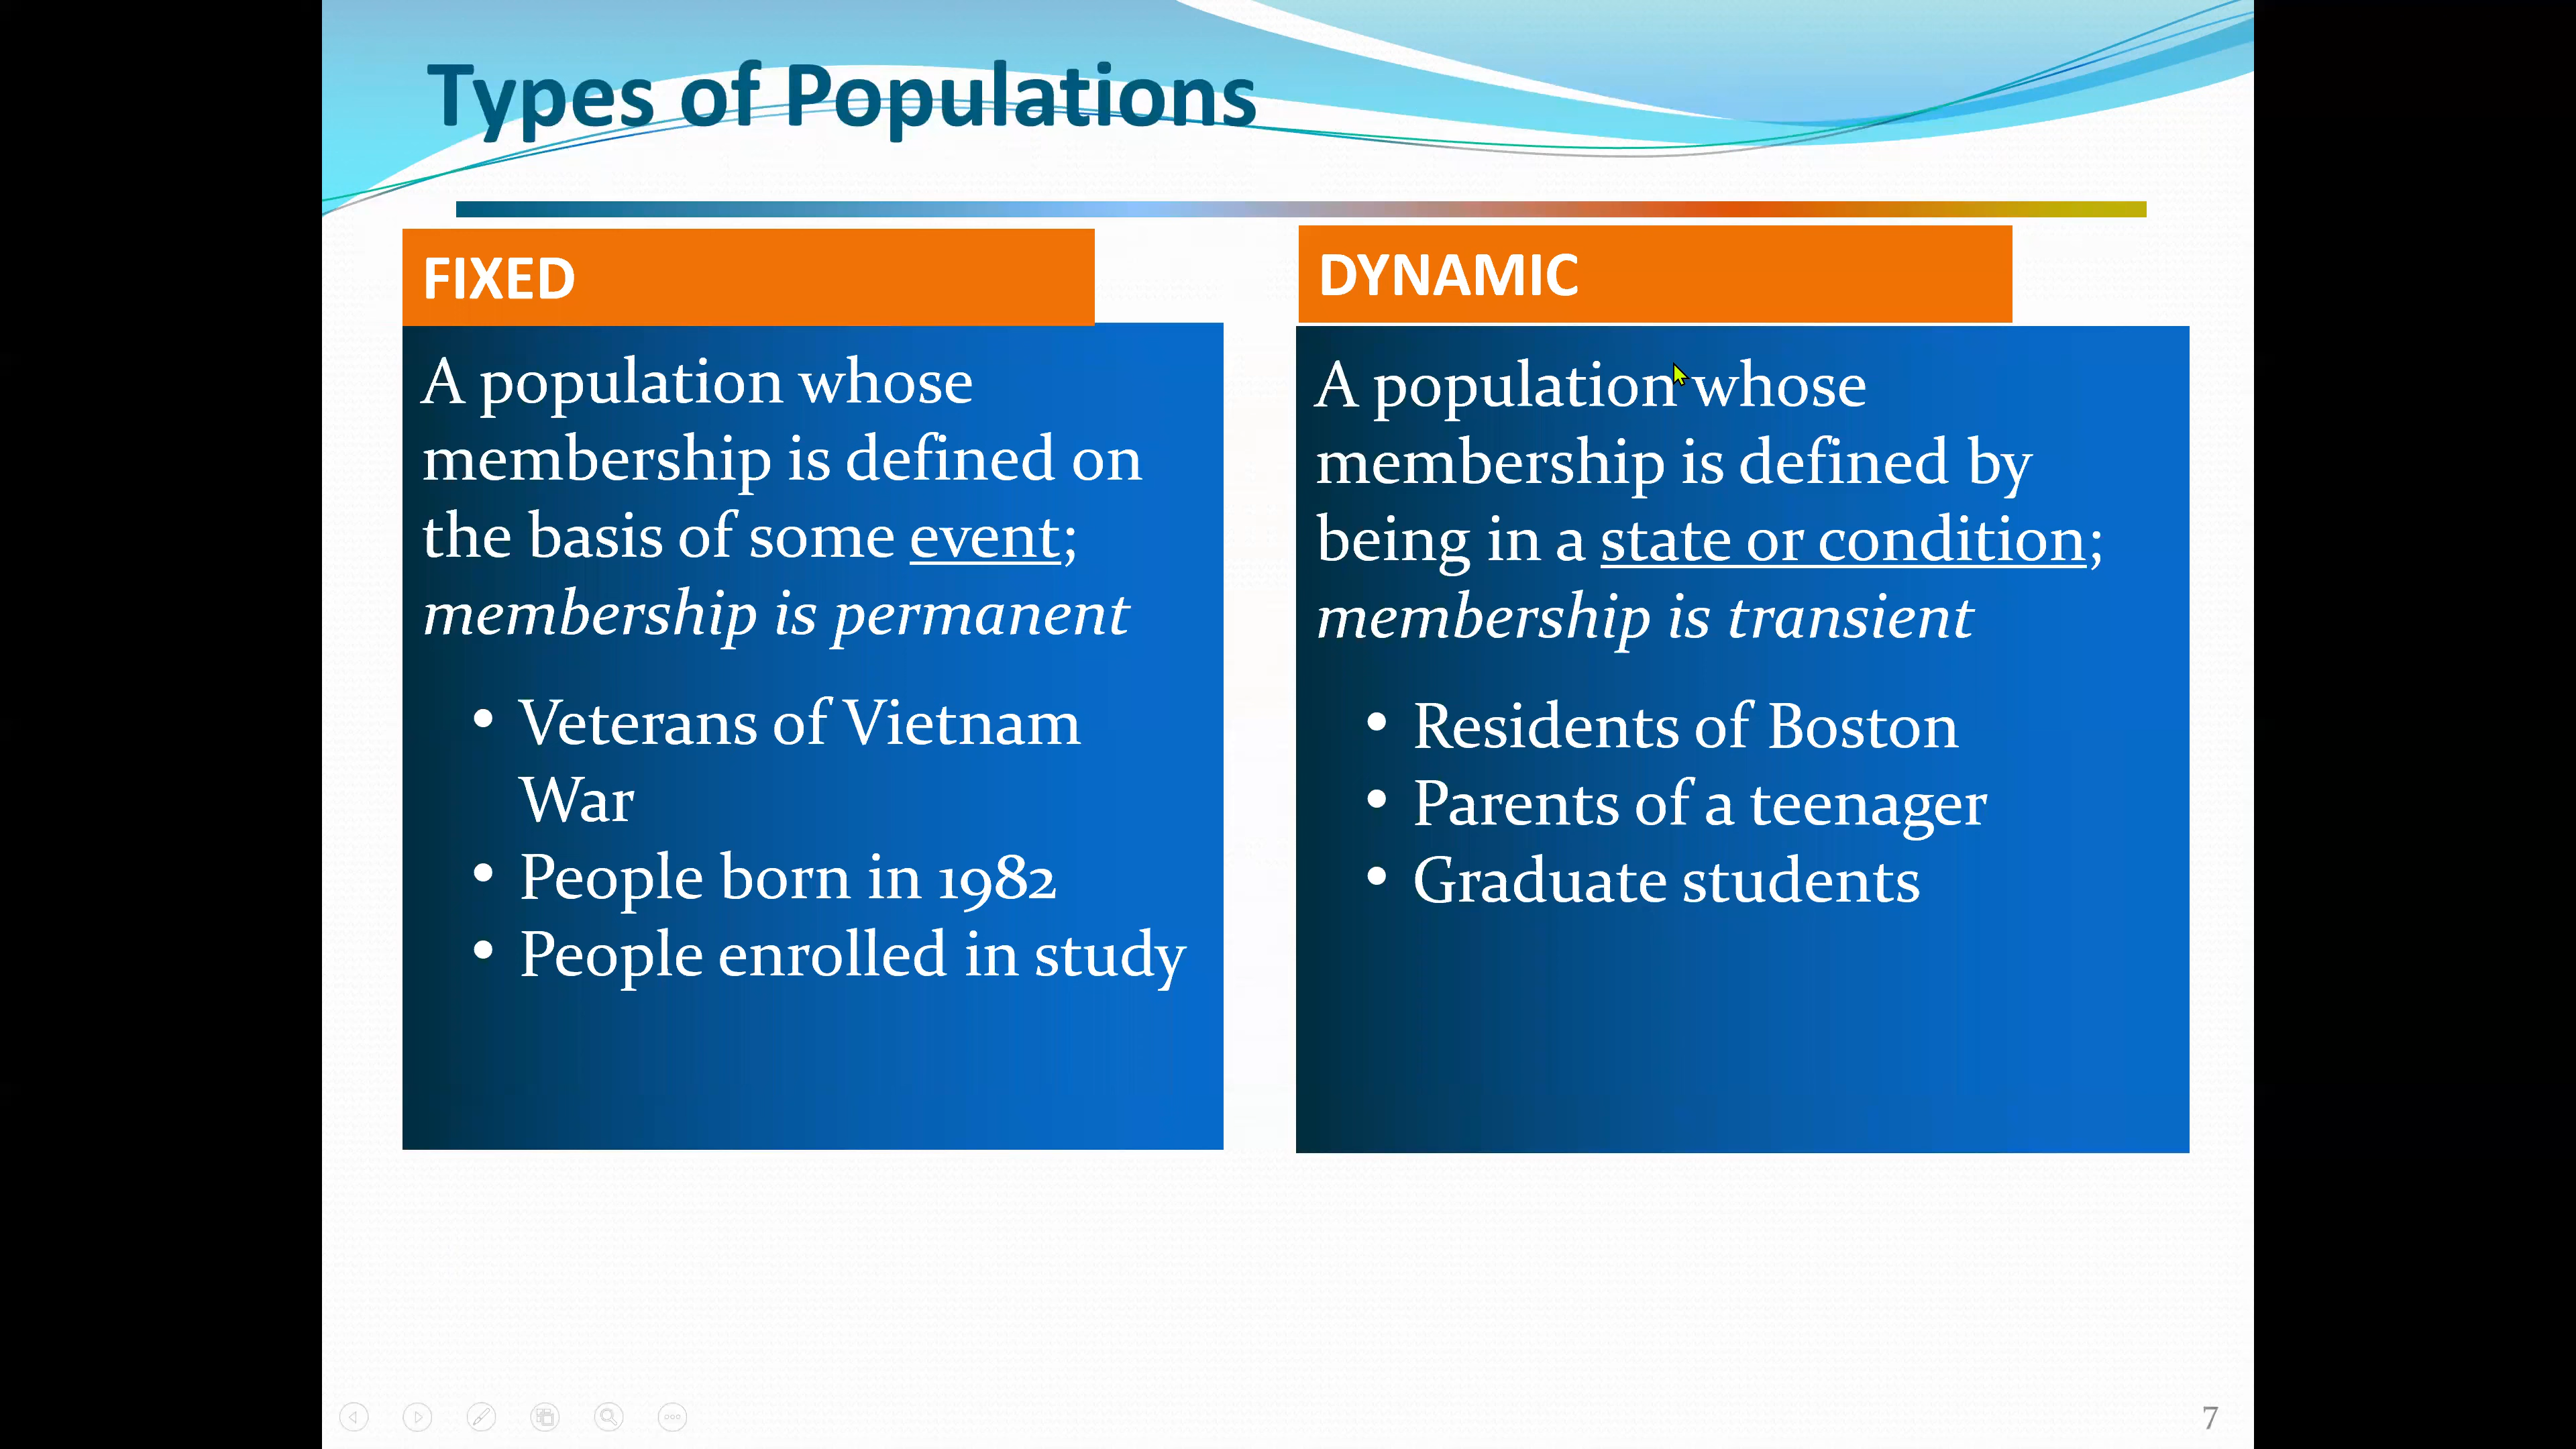 Types of Populations
FIXED
A population whose
membership is defined on
the basis of some event;
membership is permanent
• Veterans of Vietnam
War
• People born in 1982
• People enrolled in study
DYNAMIC
A population whose
membership is defined by
being in a state or condition;
membership is transient
• Residents of Boston
• Parents of a teenager
• Graduate students
7